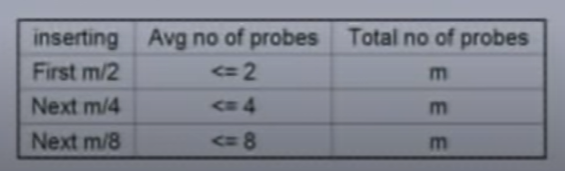 inserting Avg no of probes Total no of probes
First m/2 <= 2 m
Next m/4 <= 4 m
Next m/8 <= 8 m